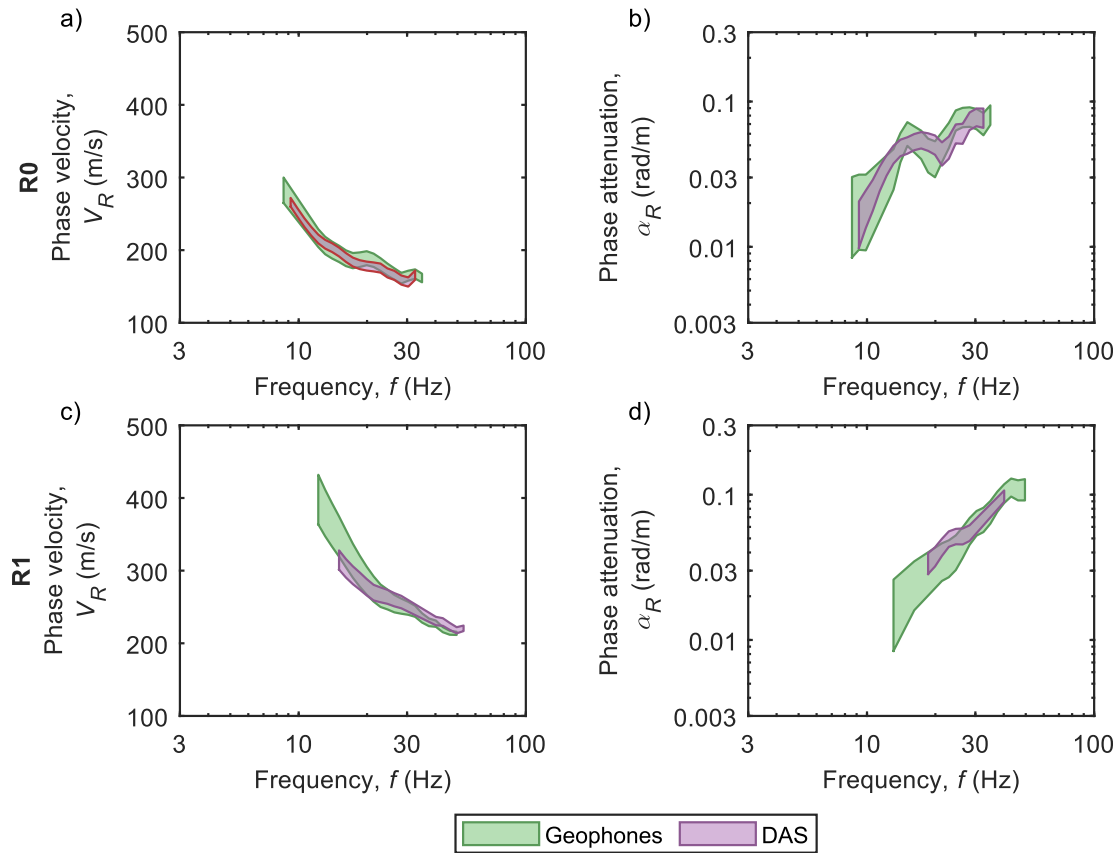 a)
500
400
300
200
100
3
10
30
100
R0
Phase velocity,
V_R (m/s)
Frequency, f (Hz)
b)
0.3
0.1
0.03
0.01
0.003
3
10
30
100
Phase attenuation,
α_R (rad/m)
Frequency, f (Hz)
c)
500
400
300
200
100
3
10
30
100
R1
Phase velocity,
V_R (m/s)
Frequency, f (Hz)
d)
0.3
0.1
0.03
0.01
0.003
3
10
30
100
Phase attenuation,
α_R (rad/m)
Frequency, f (Hz)
Geophones
DAS